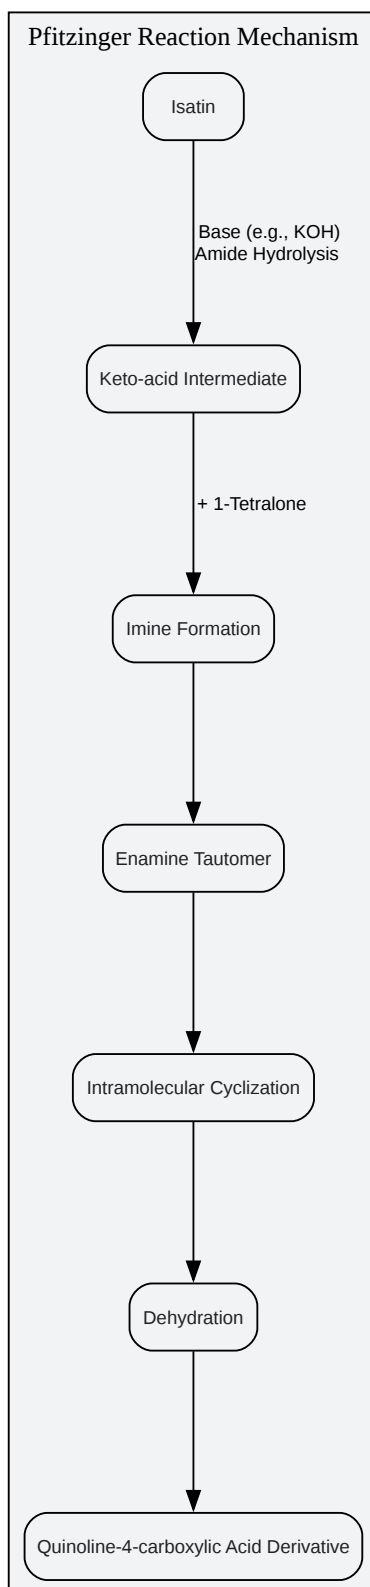 Pfitzinger Reaction Mechanism
Isatin
Base (e.g., KOH)
Amide Hydrolysis
Keto-acid Intermediate
+ 1-Tetralone
Imine Formation
Enamine Tautomer
Intramolecular Cyclization
Dehydration
Quinoline-4-carboxylic Acid Derivative